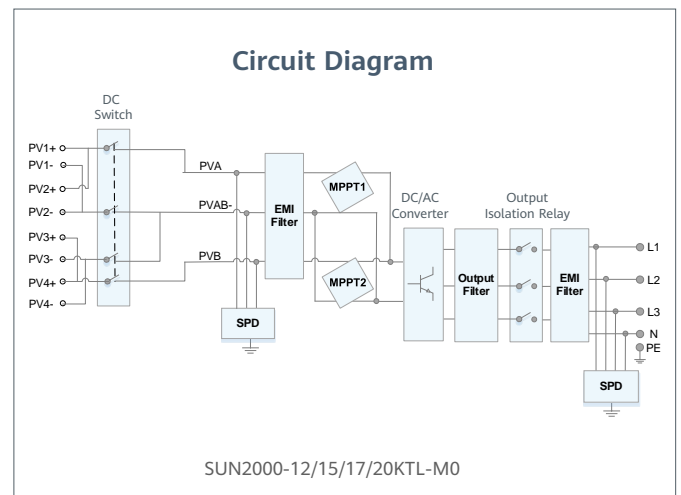 Circuit Diagram
DC
Switch
PV1+
PV1-
PV2+
PV2-
PV3+
PV3-
PV4+
PV4-
PVA
PVAB-
PVB
EMI
Filter
SPD
MPPT1
MPPT2
DC/AC
Converter
Output
Filter
Output
Isolation Relay
EMI
Filter
L1
L2
L3
N
PE
SPD
SUN2000-12/15/17/20KTL-M0